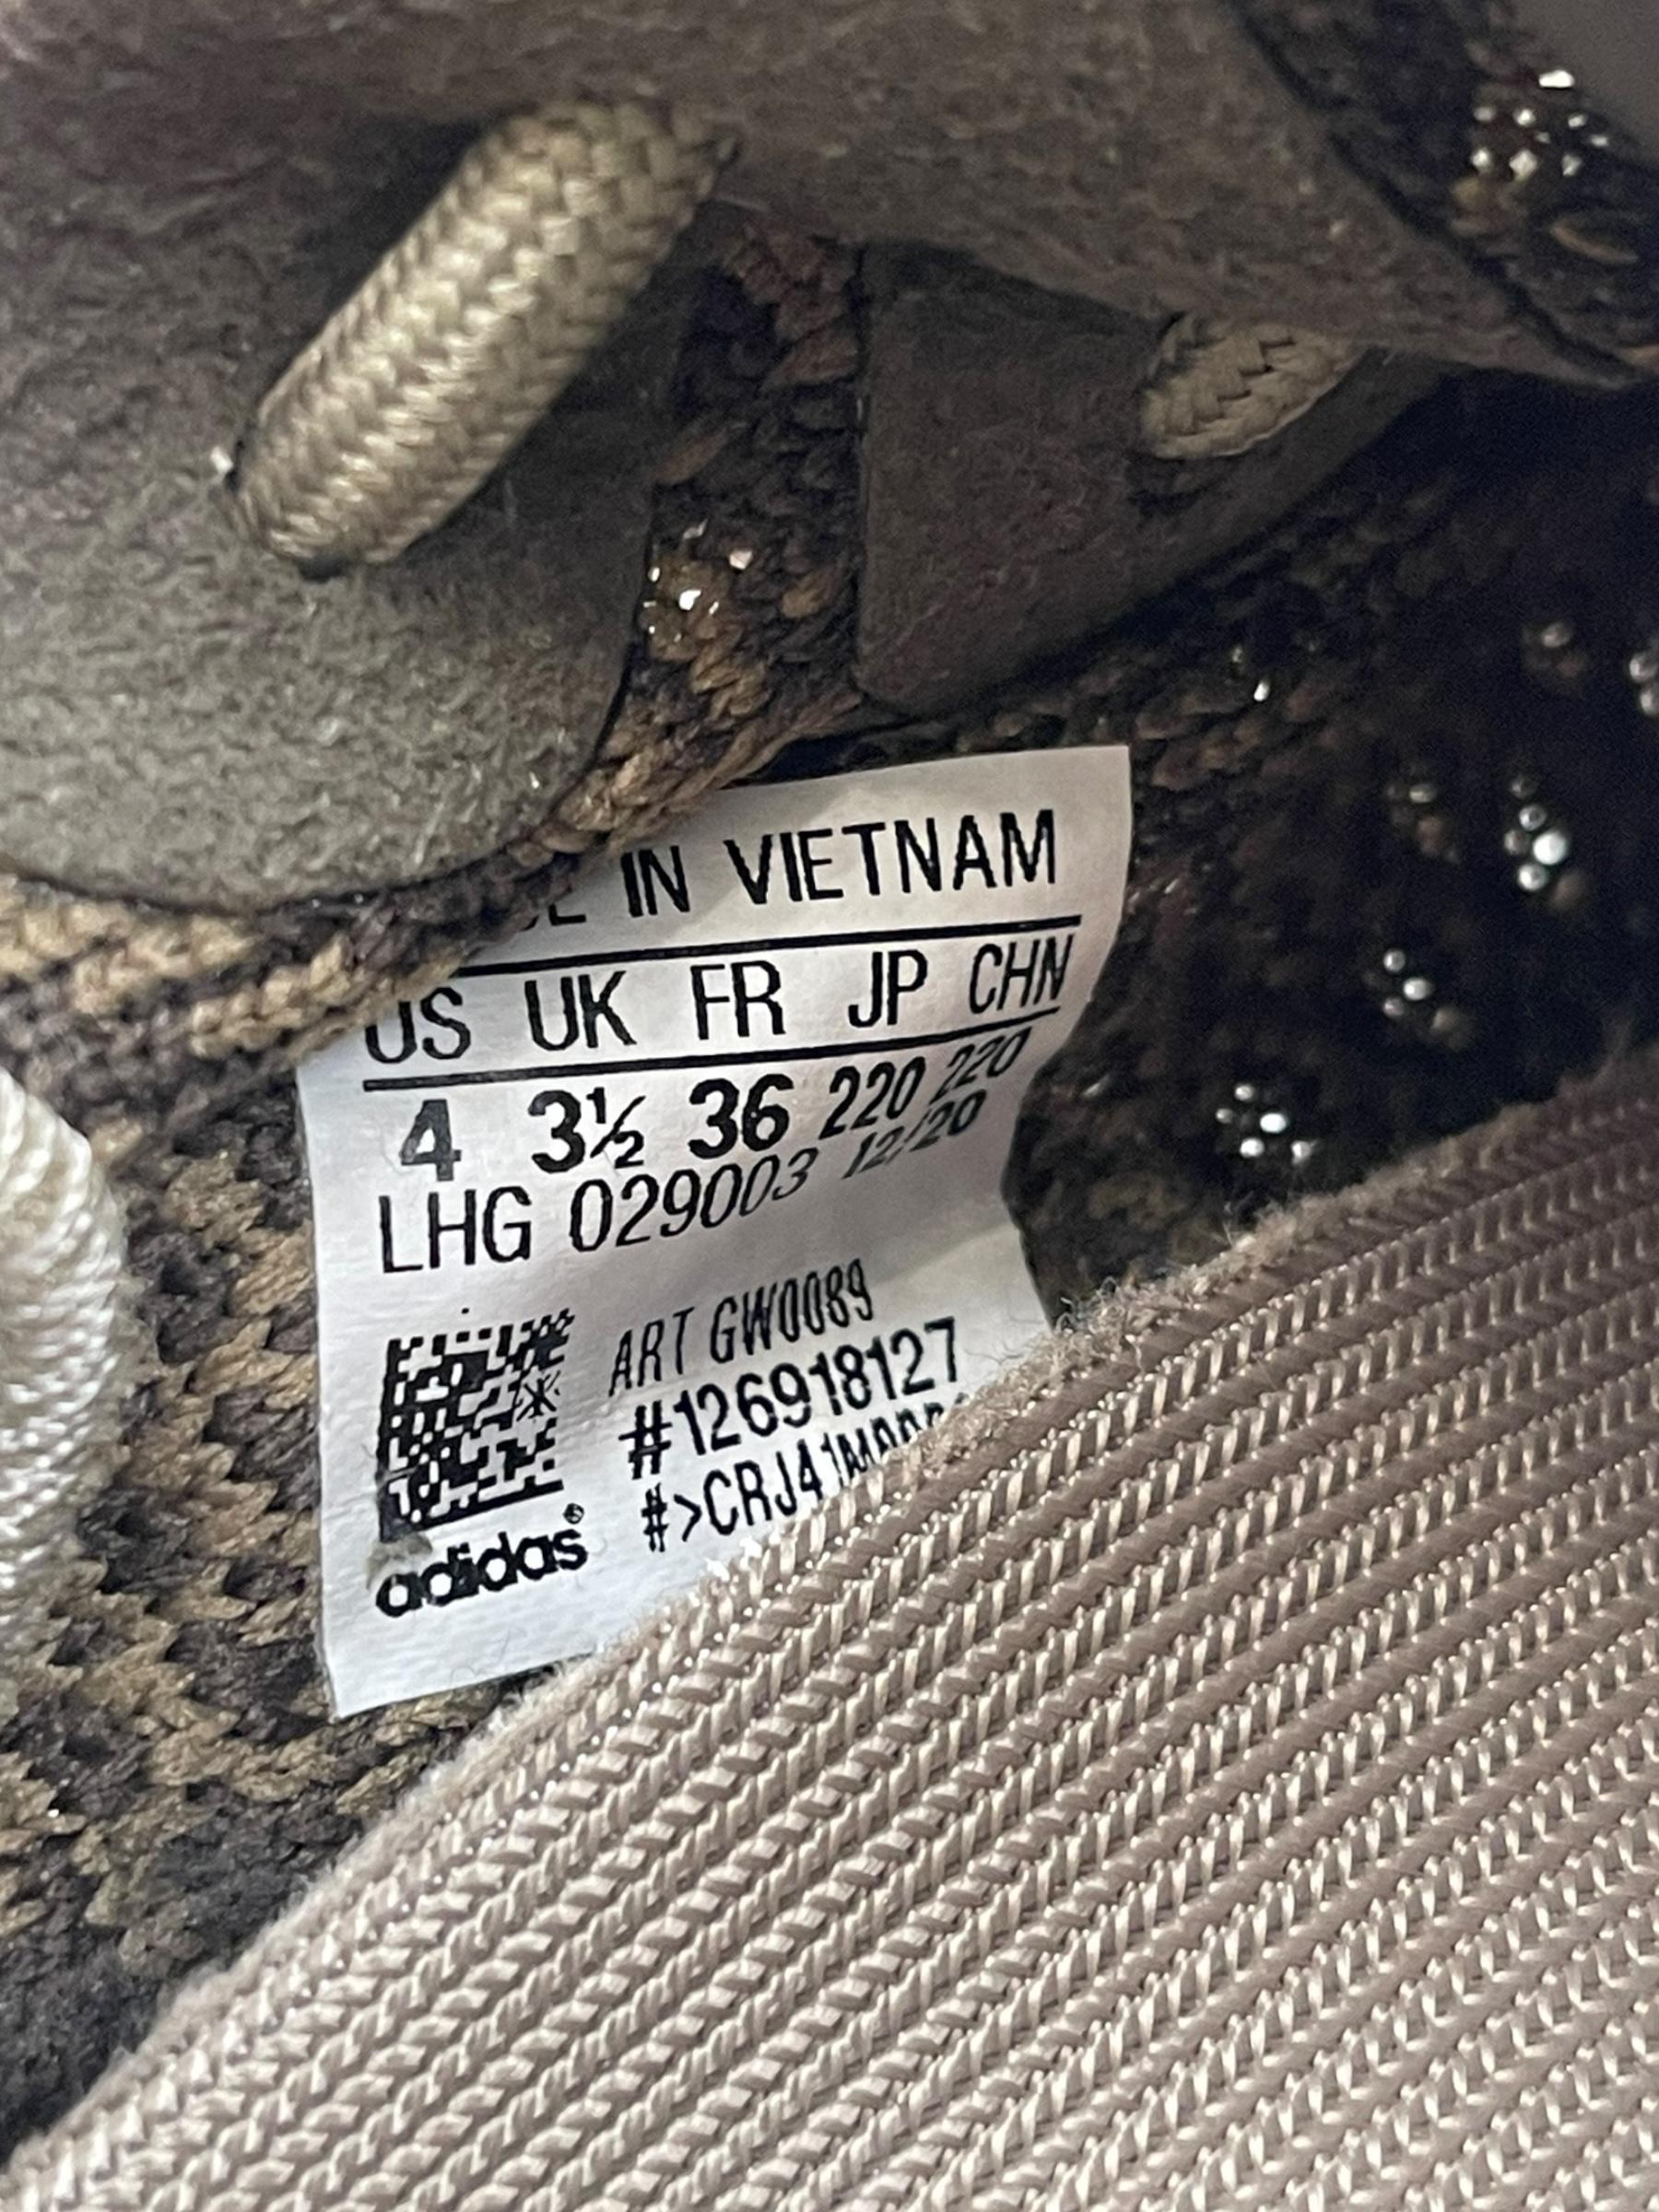 IN VIETNAM
US UK FR JP CHN
4 3½ 36 220 220
LHG 029003 12/20
ART GW0089
#126918127
#>CRJ41M
adidas®